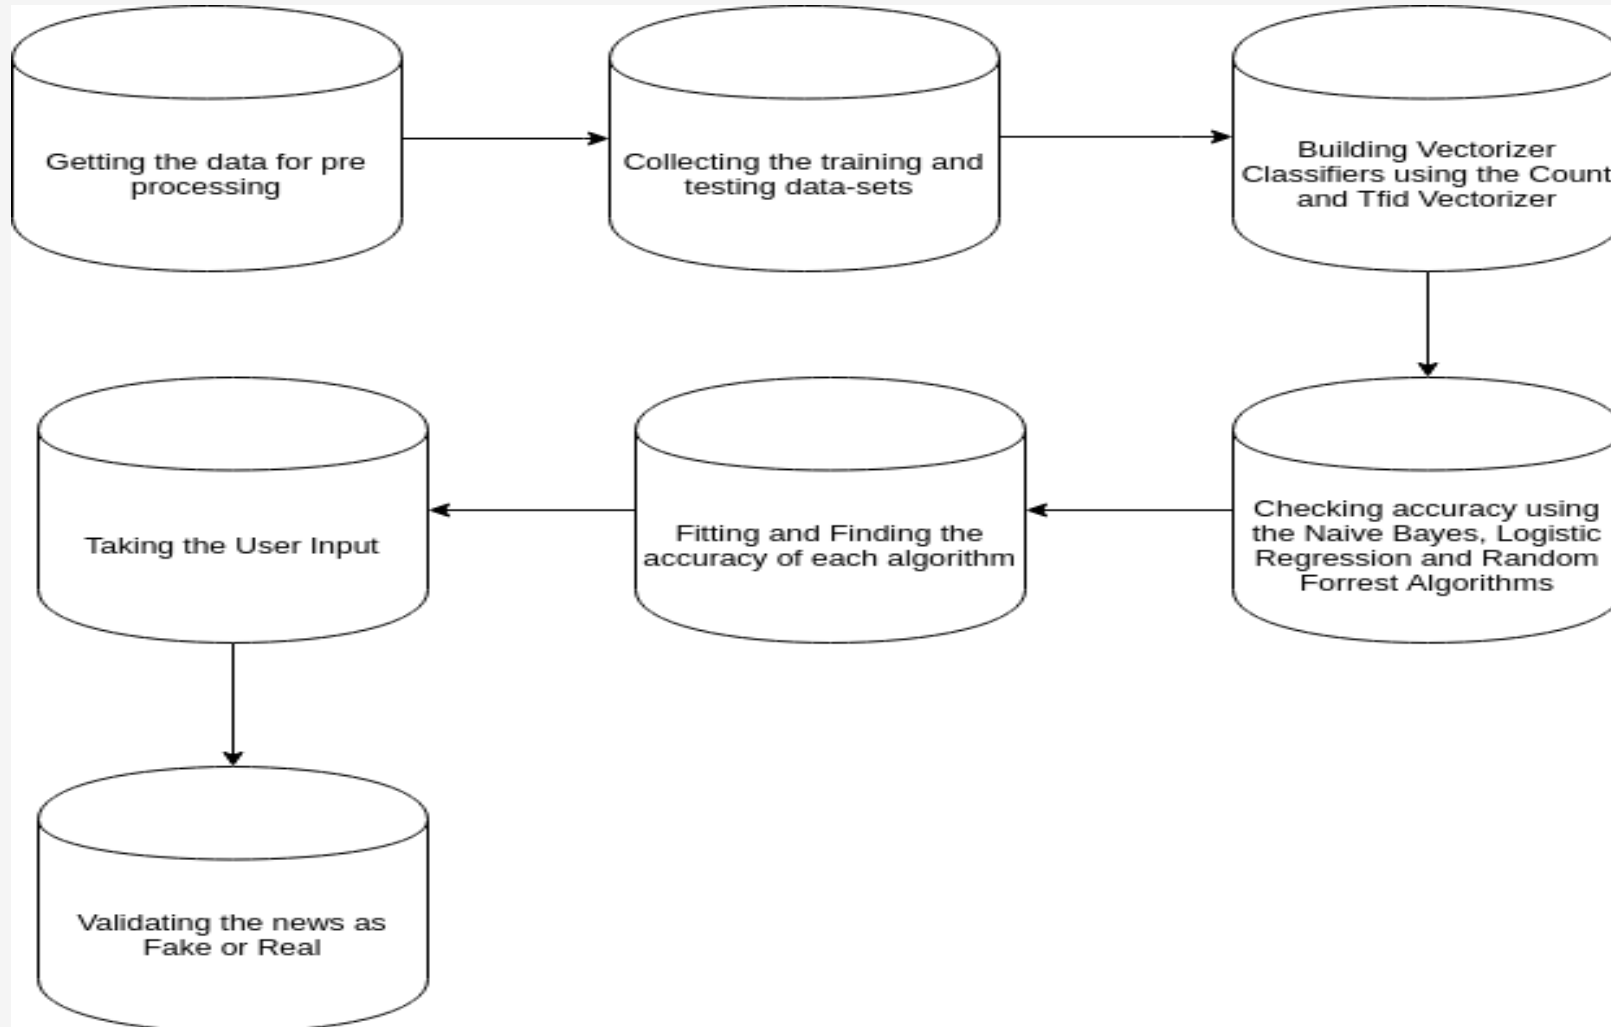 Getting the data for pre
processing
Collecting the training and
testing data-sets
Building Vectorizer
Classifiers using the Count
and Tfid Vectorizer
Checking accuracy using
the Naive Bayes, Logistic
Regression and Random
Forrest Algorithms
Fitting and Finding the
accuracy of each algorithm
Taking the User Input
Validating the news as
Fake or Real